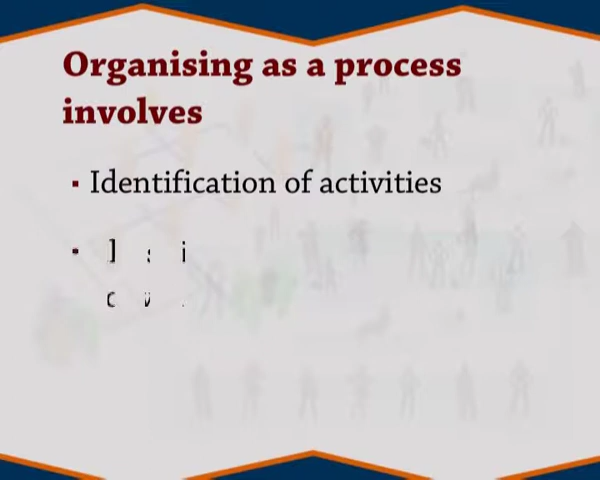 Organising as a process
involves
▪ Identification of activities